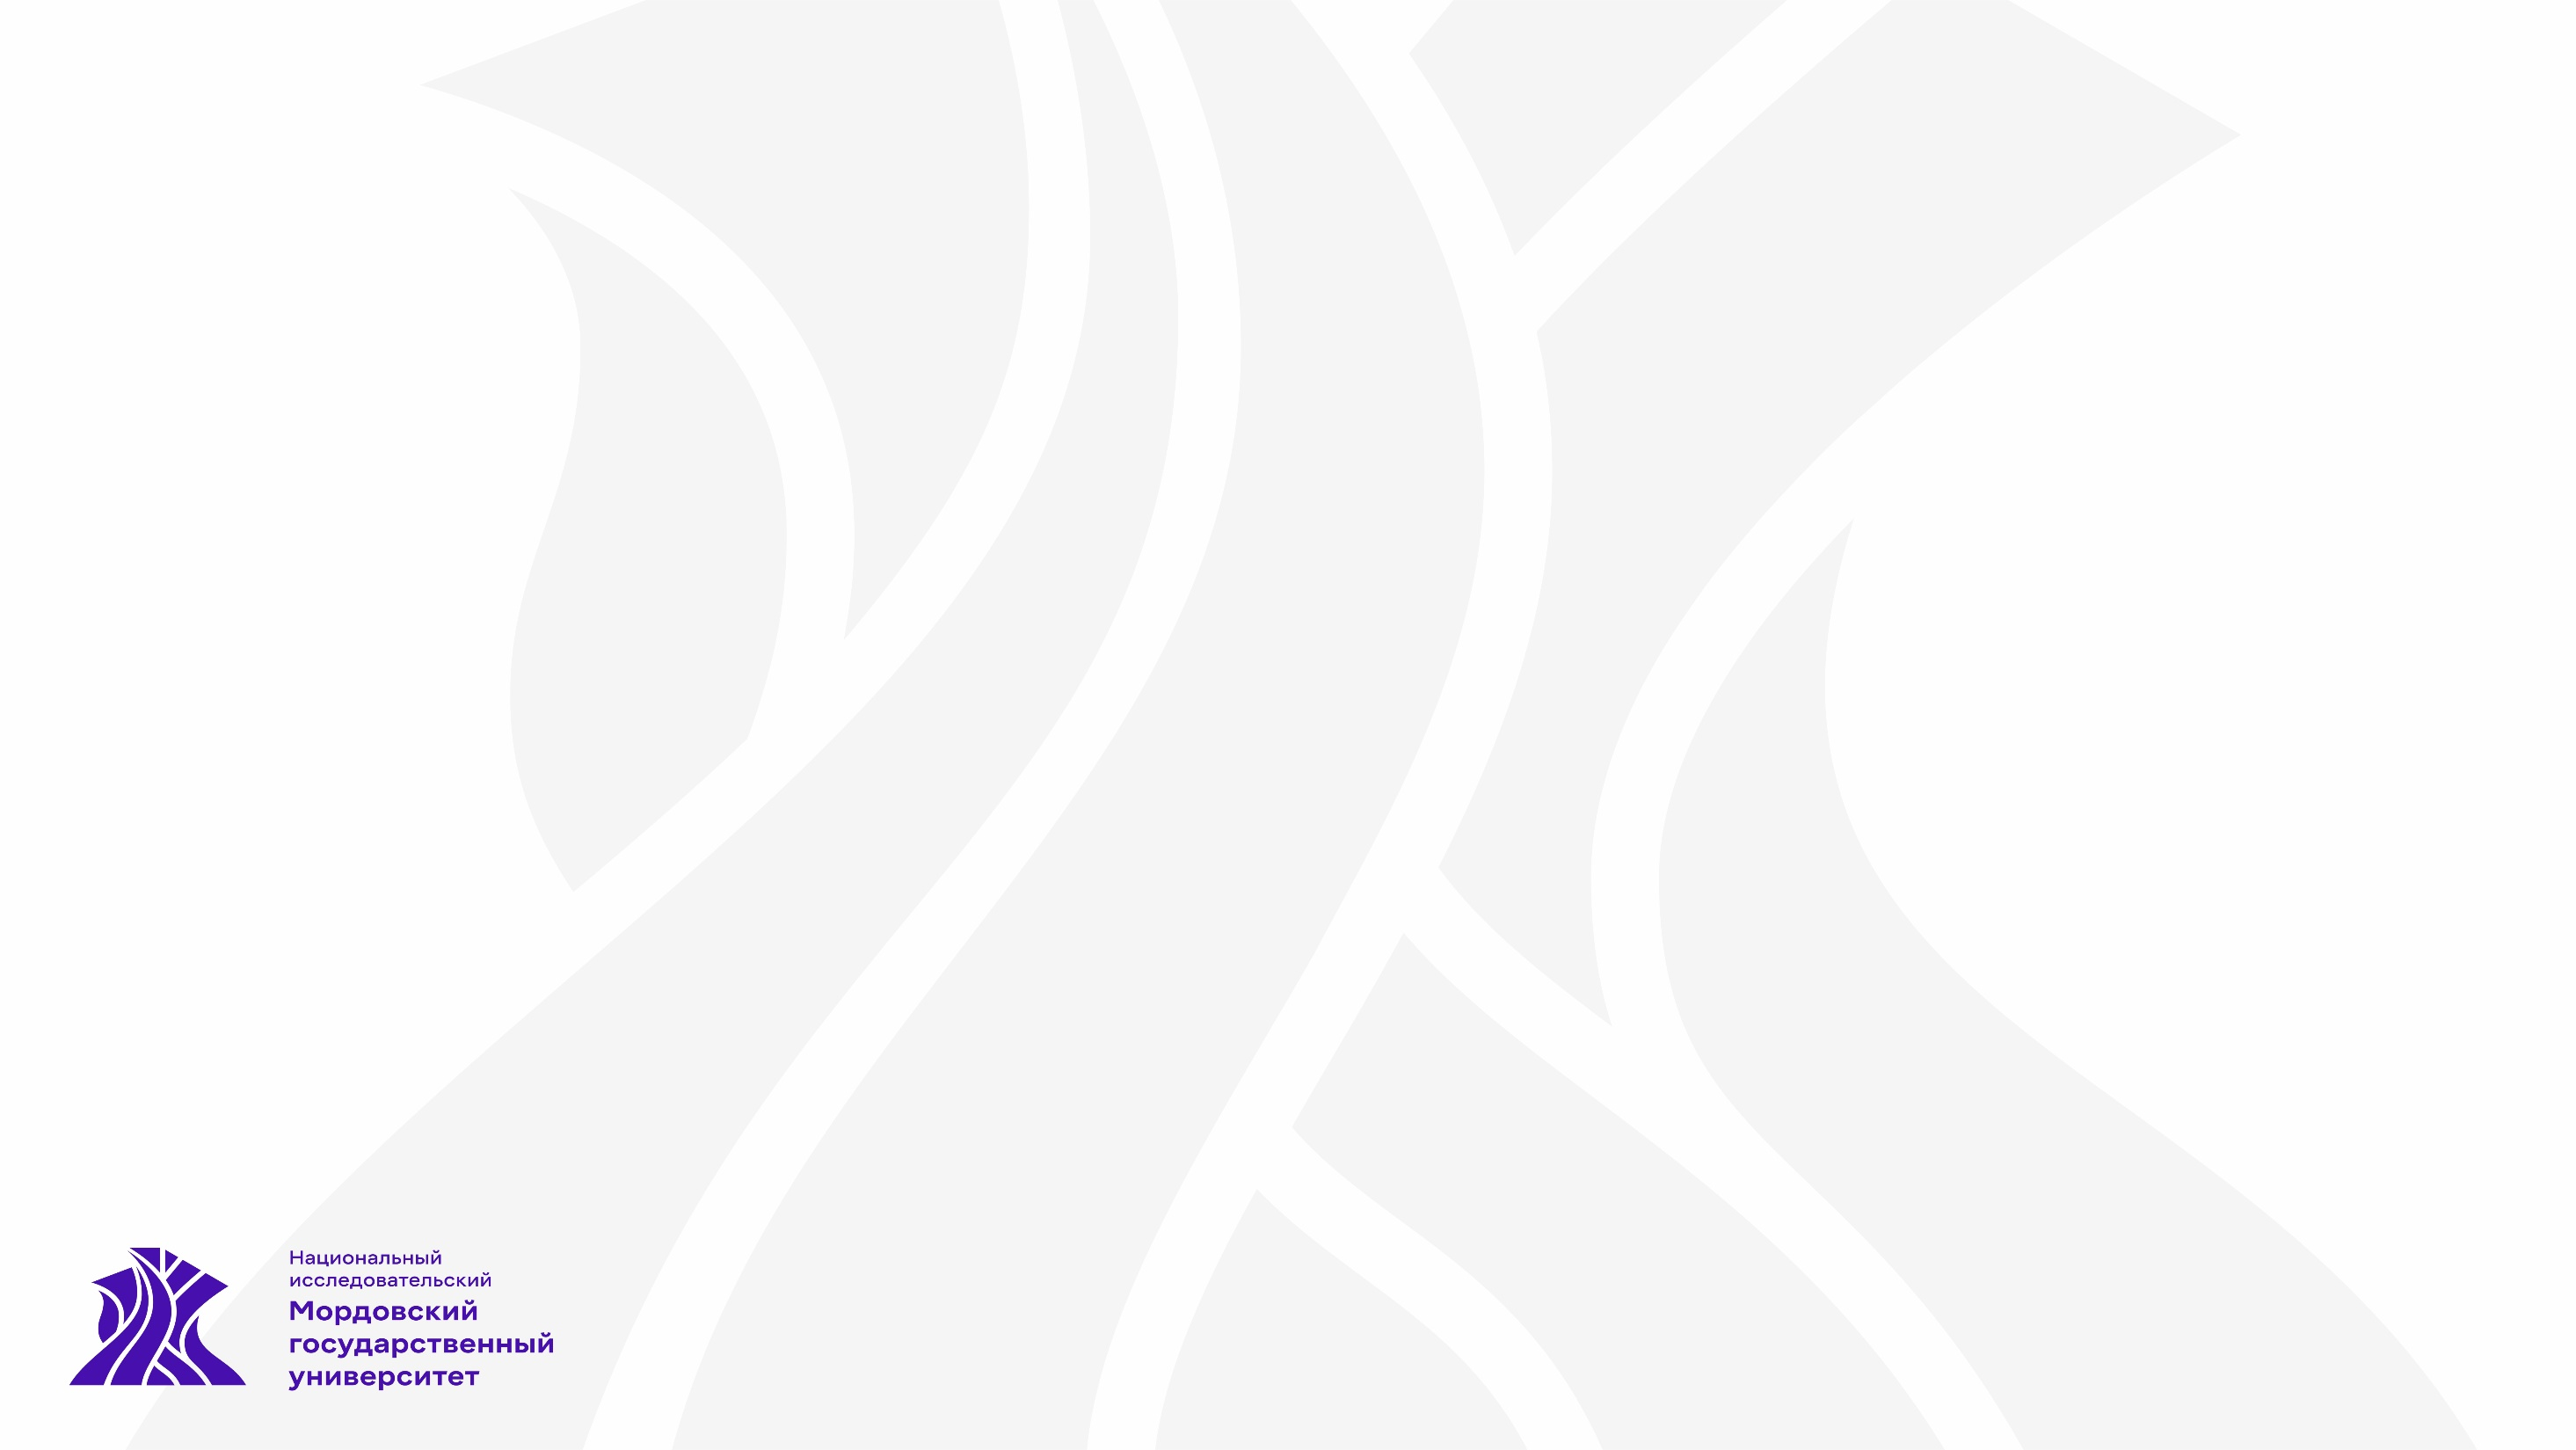 Национальный
исследовательский
Мордовский
государственный
университет